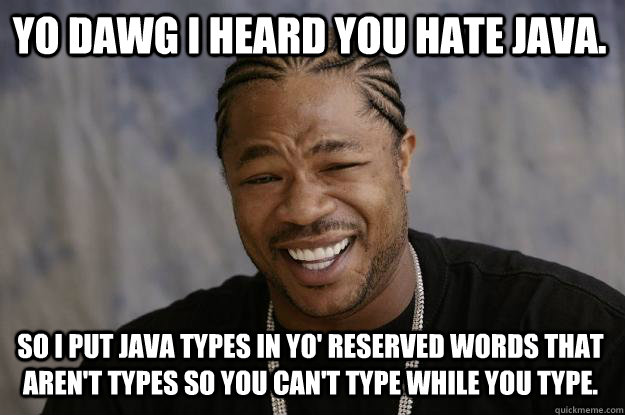 YO DAWG I HEARD YOU HATE JAVA.
SO I PUT JAVA TYPES IN YO' RESERVED WORDS THAT
AREN'T TYPES SO YOU CAN'T TYPE WHILE YOU TYPE.
quickmeme.com